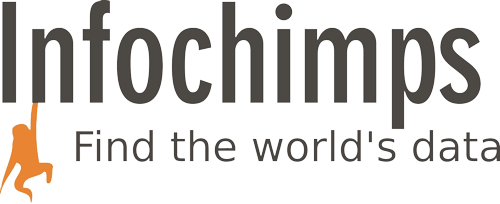 Infochimps
Find the world's data